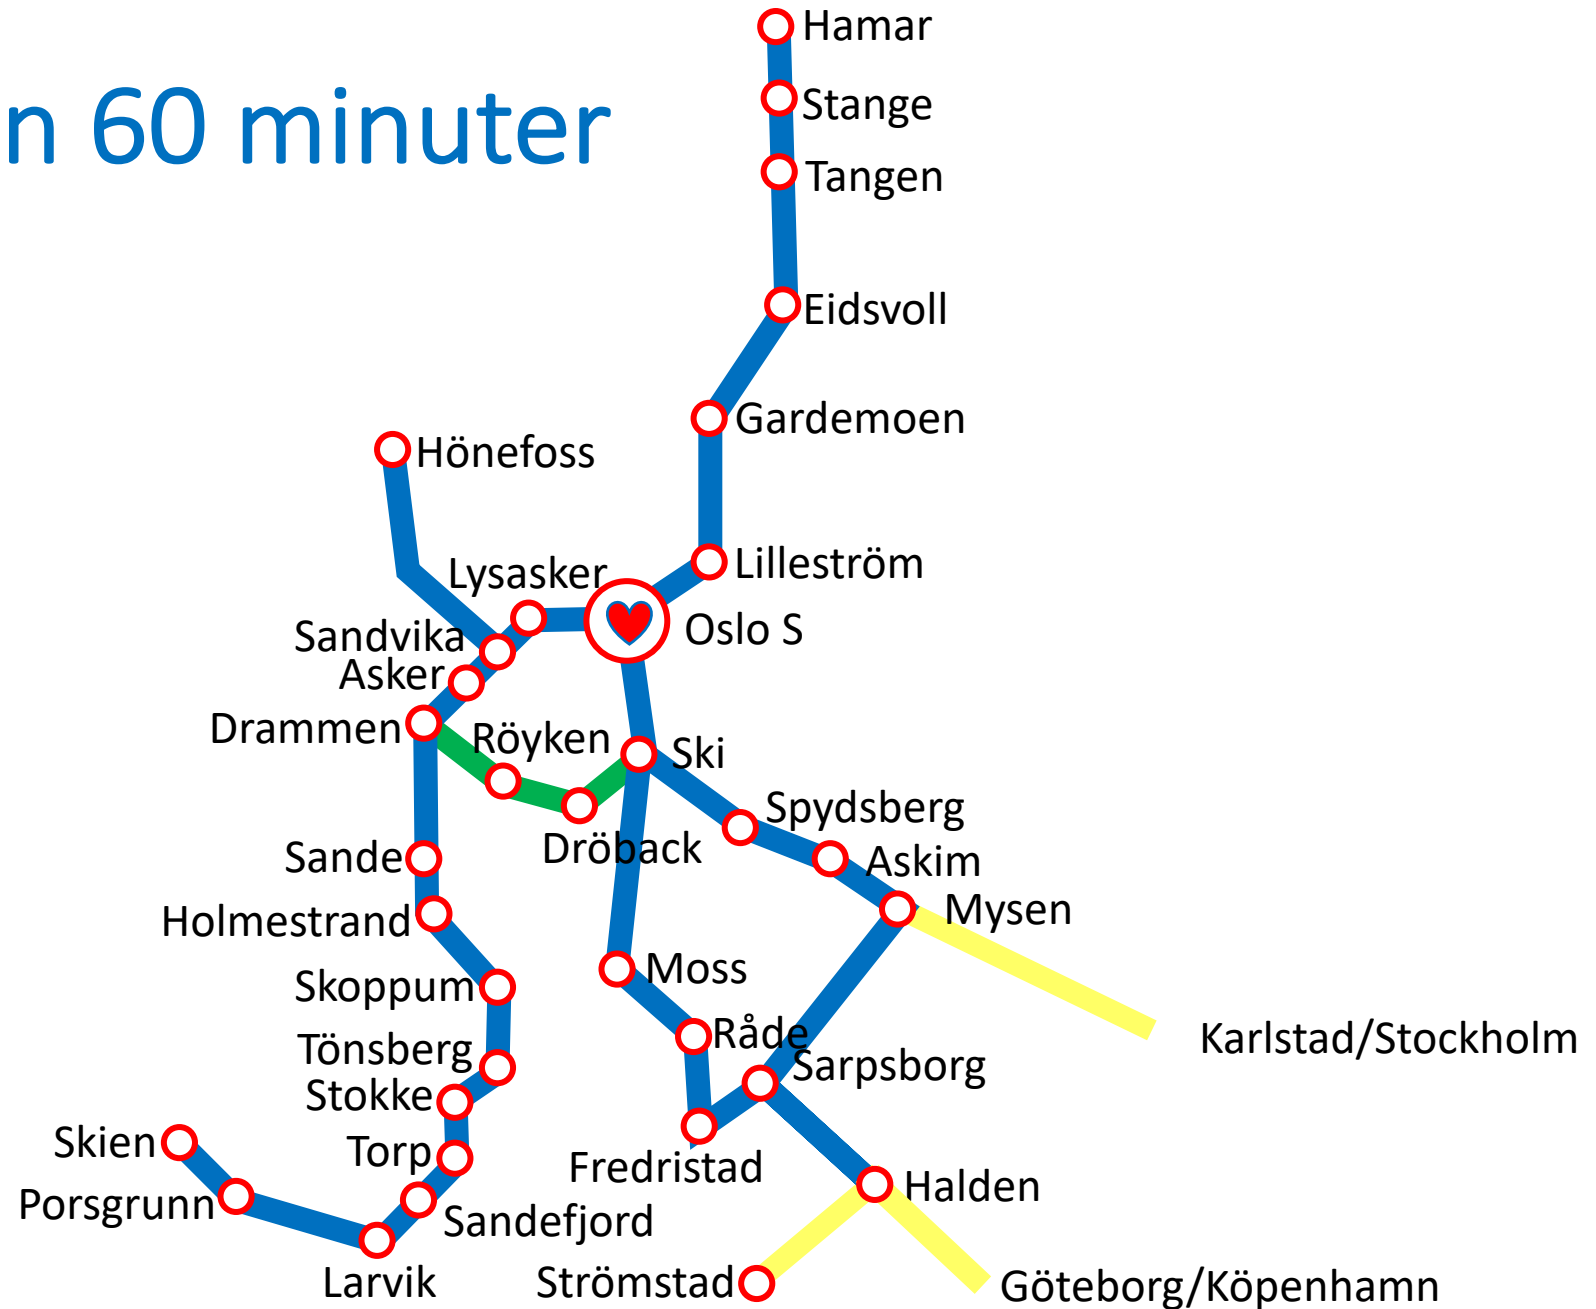 Hamar
n 60 minuter
Stange
Tangen
Eidsvoll
Gardemoen
Hönefoss
Lysasker
Lilleström
Oslo S
Sandvika
Asker
Drammen
Röyken
Ski
Spydsberg
Dröback
Sande
Askim
Holmestrand
Mysen
Moss
Skoppum
Råde
Karlstad/Stockholm
Tönsberg
Sarpsborg
Stokke
Skien
Torp
Fredristad
Halden
Porsgrunn
Sandefjord
Larvik
Strömstad
Göteborg/Köpenhamn